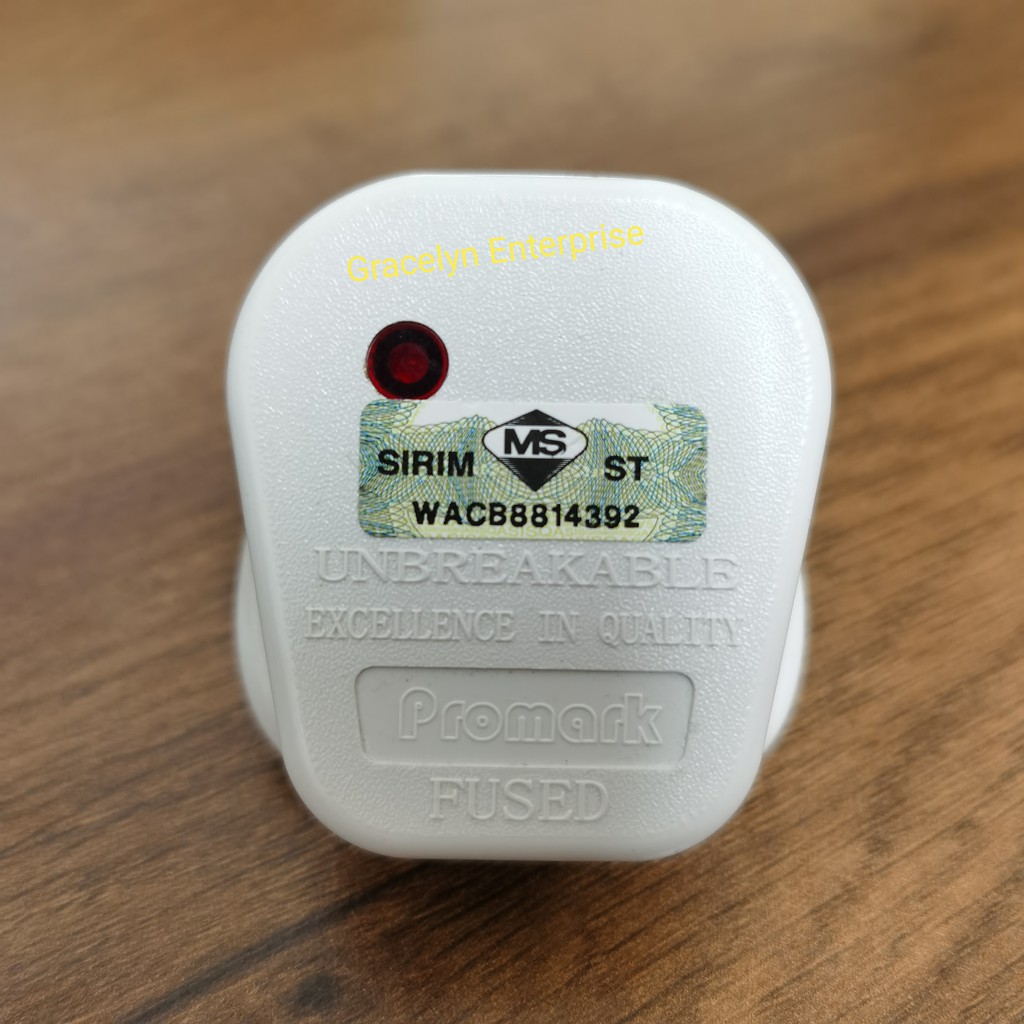 Gracelyn Enterprise
MS
SIRIM ST
WACB8814392
UNBREAKABLE
EXCELLENCE IN QUALITY
Promark
FUSED